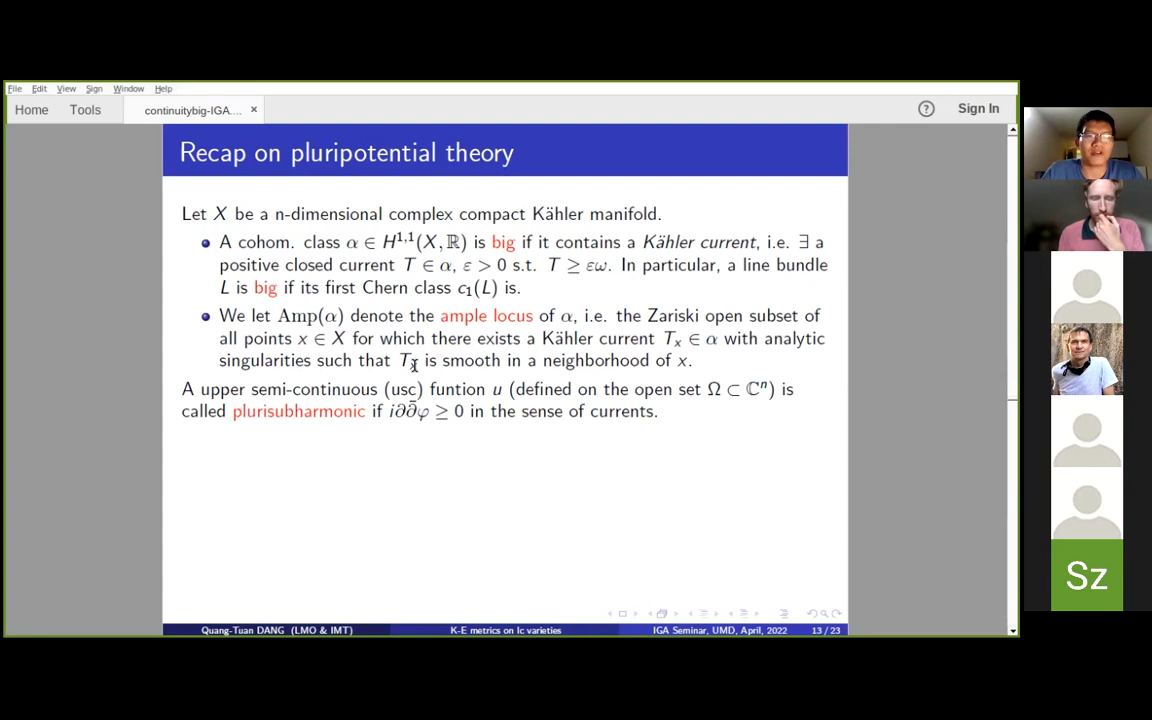 File Edit View Sign Window Help
Home Tools continuitybig-IGA.... × ? Sign In
Recap on pluripotential theory
Let X be a n-dimensional complex compact Kähler manifold.
A cohom. class α ∈ H^{1,1}(X, ℝ) is big if it contains a Kähler current, i.e. ∃ a
positive closed current T ∈ α, ε > 0 s.t. T ≥ εω. In particular, a line bundle
L is big if its first Chern class c₁(L) is.
We let Amp(α) denote the ample locus of α, i.e. the Zariski open subset of
all points x ∈ X for which there exists a Kähler current Tₓ ∈ α with analytic
singularities such that Tₓ is smooth in a neighborhood of x.
A upper semi-continuous (usc) funtion u (defined on the open set Ω ⊂ ℂⁿ) is
called plurisubharmonic if i∂∂̄φ ≥ 0 in the sense of currents.
Quang-Tuan DANG (LMO & IMT) K-E metrics on lc varieties IGA Seminar, UMD, April, 2022 13 / 23
Sz